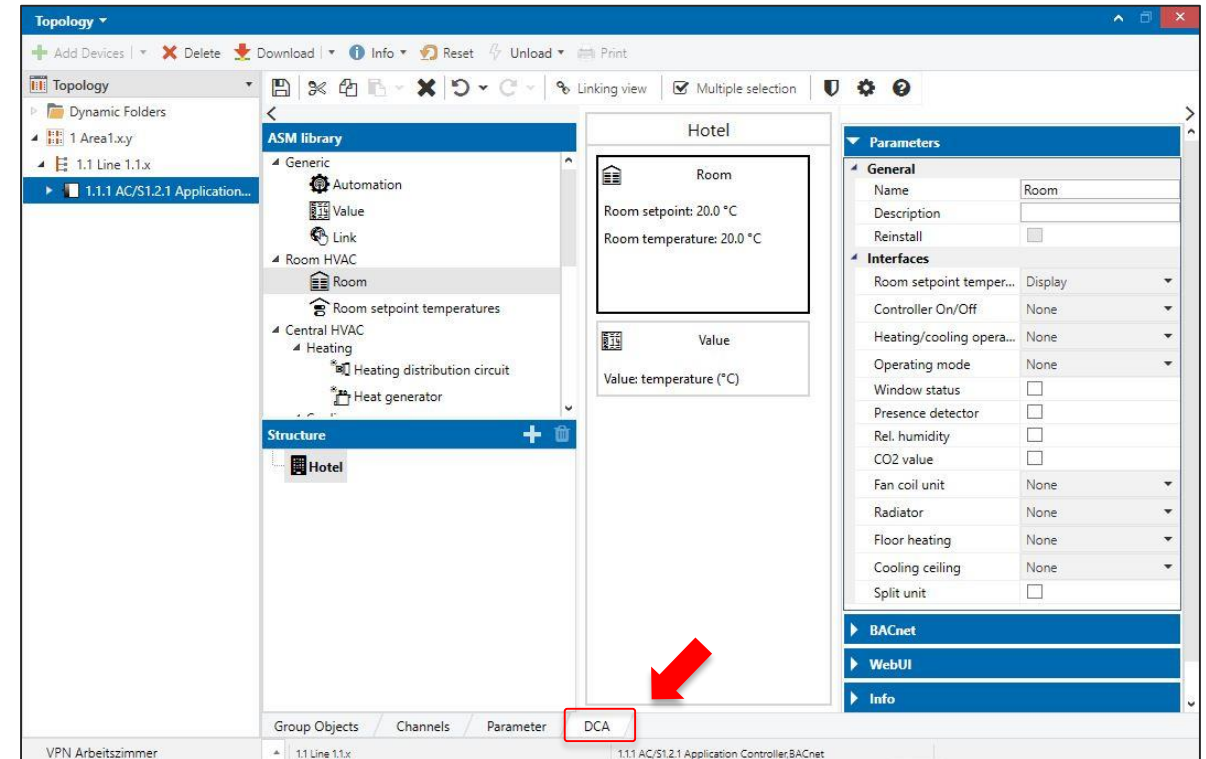 Topology
Add Devices Delete Download Info Reset Unload Print
Topology
Dynamic Folders
1 Area1.x.y
1.1 Line 1.1.x
1.1.1 AC/S1.2.1 Application...
Linking view Multiple selection
ASM library
Generic
Automation
Value
Link
Room HVAC
Room
Room setpoint temperatures
Central HVAC
Heating
Heating distribution circuit
Heat generator
Structure
Hotel
Hotel
Room
Room setpoint: 20.0 °C
Room temperature: 20.0 °C
Value
Value: temperature (°C)
Parameters
General
Name Room
Description
Reinstall
Interfaces
Room setpoint temper... Display
Controller On/Off None
Heating/cooling opera... None
Operating mode None
Window status
Presence detector
Rel. humidity
CO2 value
Fan coil unit None
Radiator None
Floor heating None
Cooling ceiling None
Split unit
BACnet
WebUI
Info
Group Objects Channels Parameter DCA
VPN Arbeitszimmer 1.1 Line 1.1.x 1.1.1 AC/S1.2.1 Application Controller,BACnet